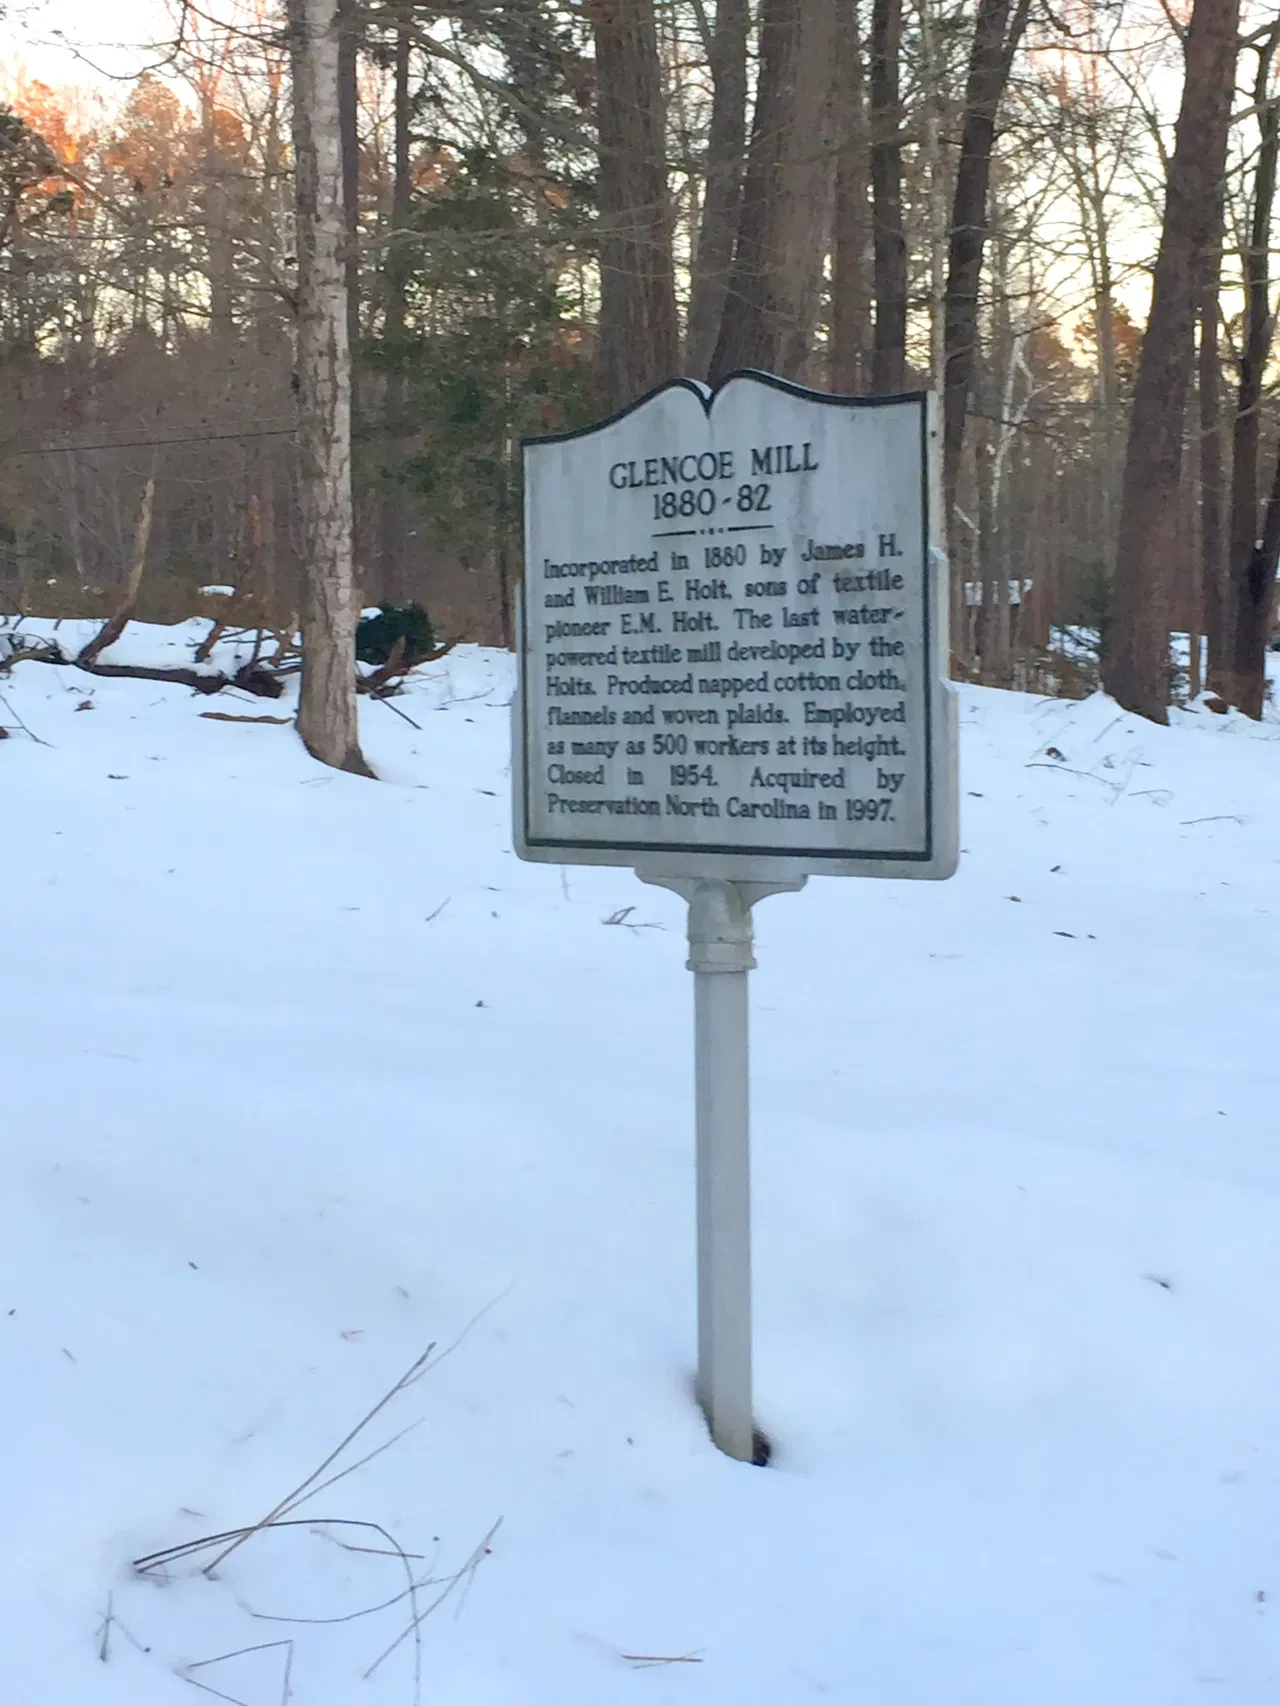 GLENCOE MILL
1880-82
Incorporated in 1880 by James H.
and William E. Holt, sons of textile
pioneer E.M. Holt. The last water-
powered textile mill developed by the
Holts. Produced napped cotton cloth,
flannels and woven plaids. Employed
as many as 500 workers at its height.
Closed in 1954. Acquired by
Preservation North Carolina in 1997.